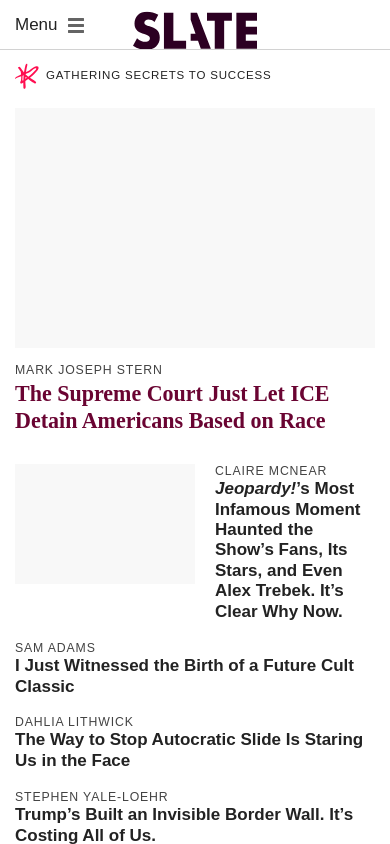 Menu
SLATE
GATHERING SECRETS TO SUCCESS
MARK JOSEPH STERN
The Supreme Court Just Let ICE
Detain Americans Based on Race
CLAIRE MCNEAR
Jeopardy!’s Most
Infamous Moment
Haunted the
Show’s Fans, Its
Stars, and Even
Alex Trebek. It’s
Clear Why Now.
SAM ADAMS
I Just Witnessed the Birth of a Future Cult
Classic
DAHLIA LITHWICK
The Way to Stop Autocratic Slide Is Staring
Us in the Face
STEPHEN YALE-LOEHR
Trump’s Built an Invisible Border Wall. It’s
Costing All of Us.